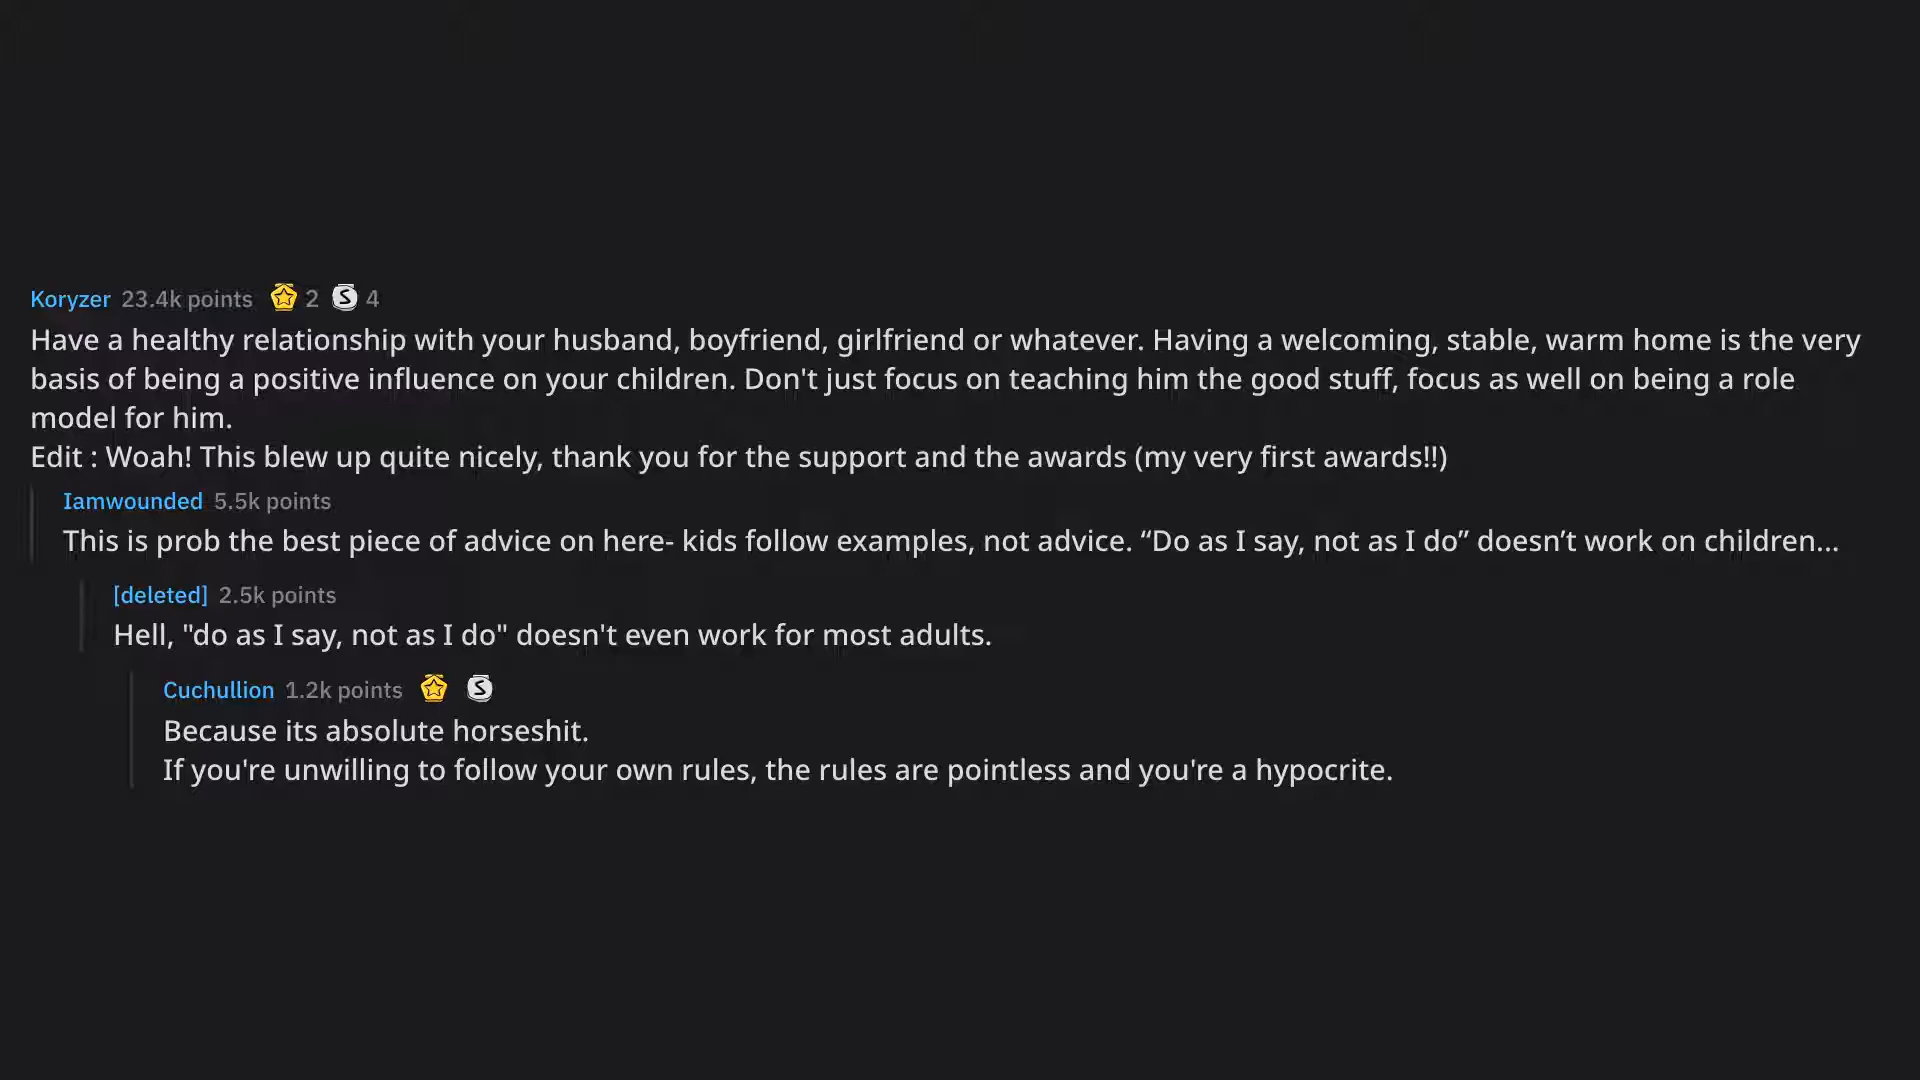 Koryzer 23.4k points 2 S 4
Have a healthy relationship with your husband, boyfriend, girlfriend or whatever. Having a welcoming, stable, warm home is the very
basis of being a positive influence on your children. Don't just focus on teaching him the good stuff, focus as well on being a role
model for him.
Edit : Woah! This blew up quite nicely, thank you for the support and the awards (my very first awards!!)
Iamwounded 5.5k points
This is prob the best piece of advice on here- kids follow examples, not advice. “Do as I say, not as I do” doesn’t work on children...
[deleted] 2.5k points
Hell, "do as I say, not as I do" doesn't even work for most adults.
Cuchullion 1.2k points S
Because its absolute horseshit.
If you're unwilling to follow your own rules, the rules are pointless and you're a hypocrite.